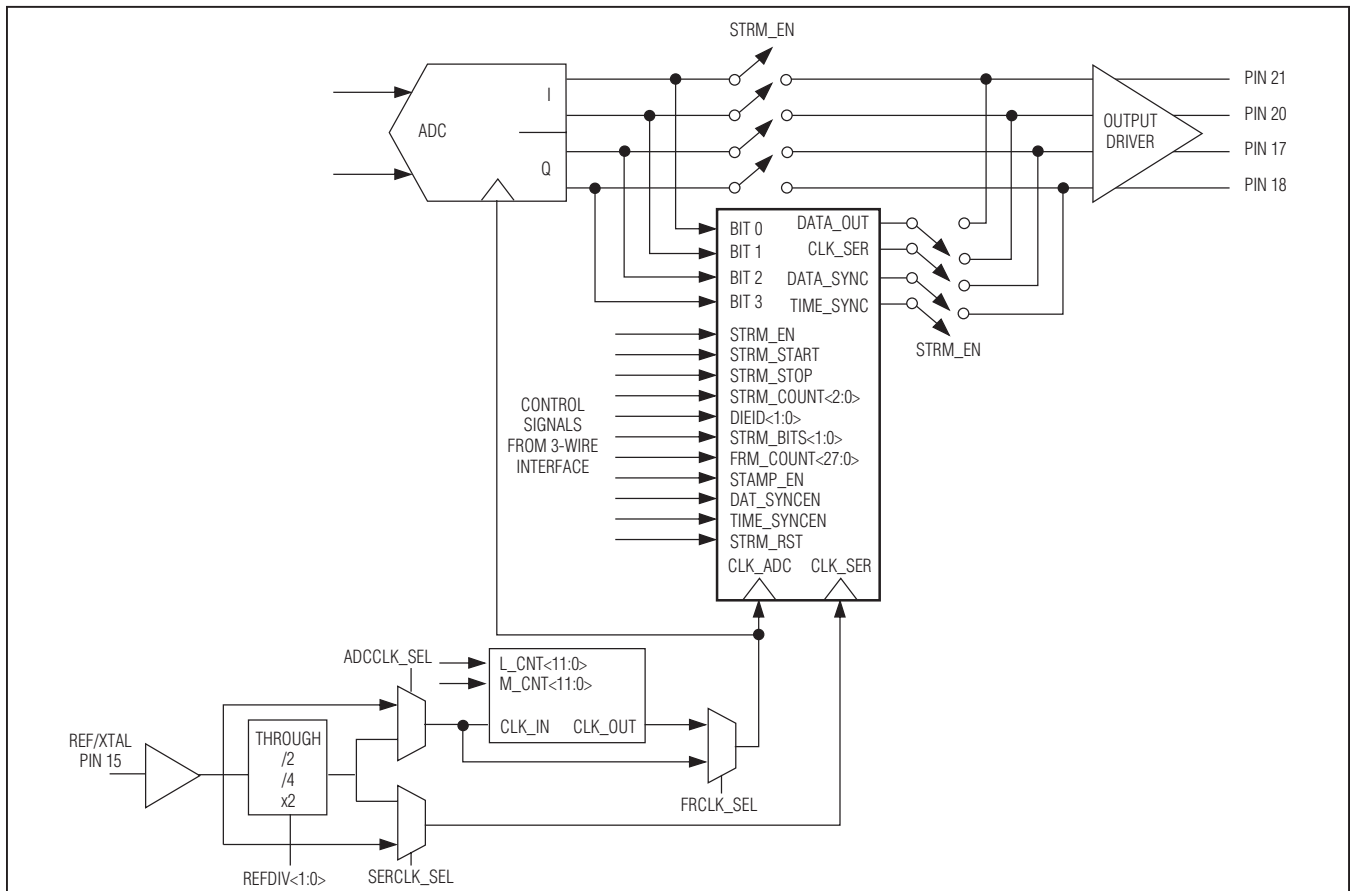 STRM_EN
ADC
I
Q
PIN 21
PIN 20
PIN 17
PIN 18
OUTPUT
DRIVER
BIT 0
BIT 1
BIT 2
BIT 3
DATA_OUT
CLK_SER
DATA_SYNC
TIME_SYNC
STRM_EN
CONTROL
SIGNALS
FROM 3-WIRE
INTERFACE
STRM_EN
STRM_START
STRM_STOP
STRM_COUNT<2:0>
DIEID<1:0>
STRM_BITS<1:0>
FRM_COUNT<27:0>
STAMP_EN
DAT_SYNCEN
TIME_SYNCEN
STRM_RST
CLK_ADC
CLK_SER
ADCCLK_SEL
L_CNT<11:0>
M_CNT<11:0>
CLK_IN
CLK_OUT
FRCLK_SEL
REF/XTAL
PIN 15
THROUGH
/2
/4
x2
REFDIV<1:0>
SERCLK_SEL